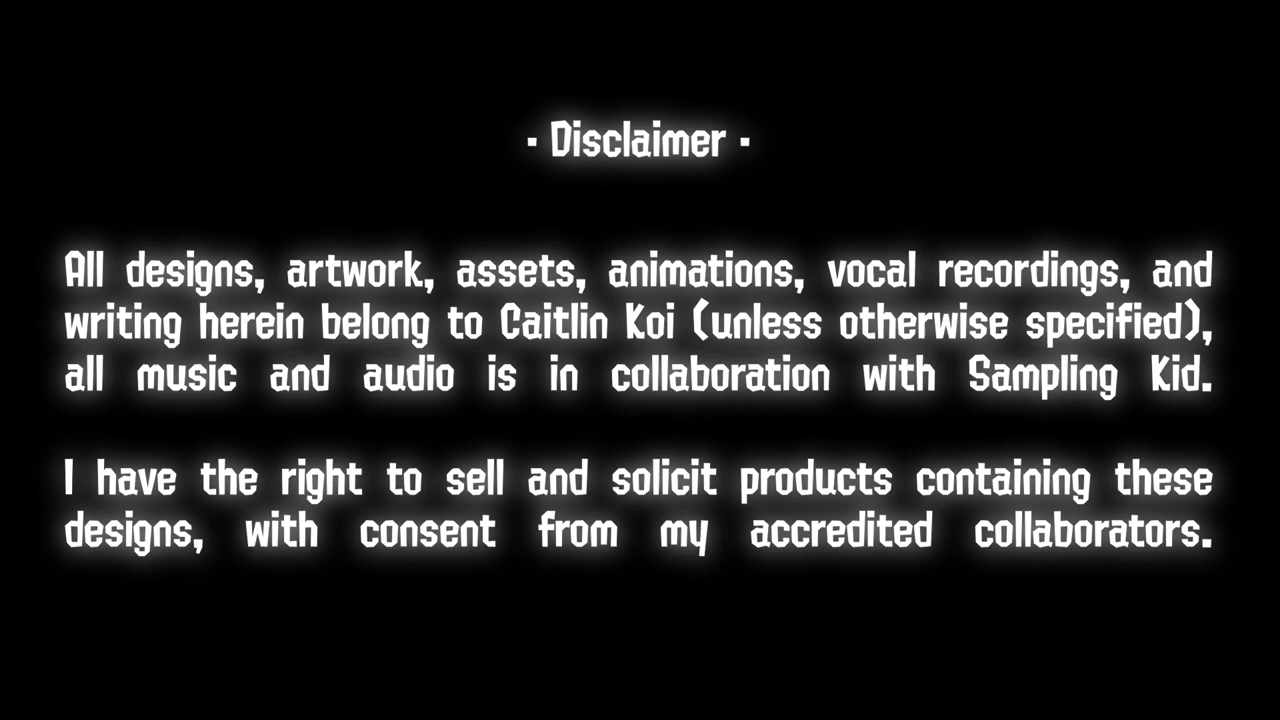 · Disclaimer ·
All designs, artwork, assets, animations, vocal recordings, and
writing herein belong to Caitlin Koi (unless otherwise specified),
all music and audio is in collaboration with Sampling Kid.
I have the right to sell and solicit products containing these
designs, with consent from my accredited collaborators.